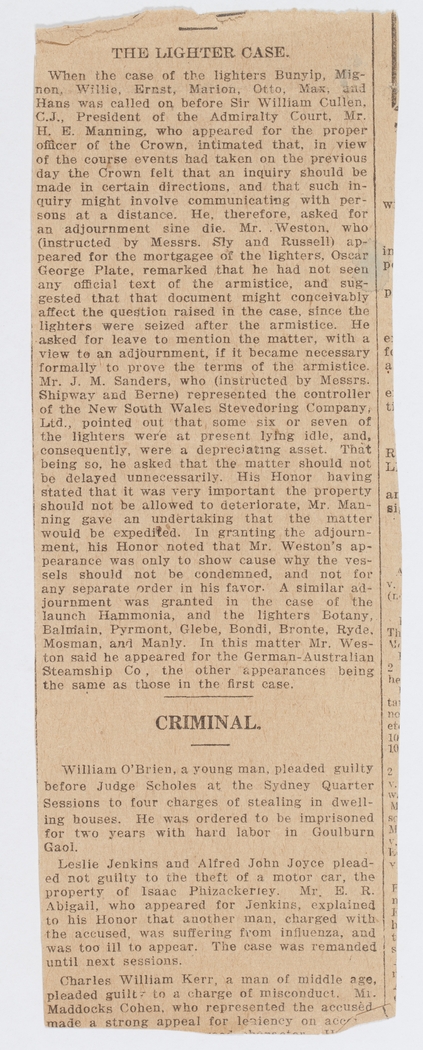 THE LIGHTER CASE.
When the case of the lighters Bunyip, Mig-
non, Willie, Ernst, Marion, Otto, Max, and
Hans was called on before Sir William Cullen,
C.J., President of the Admiralty Court, Mr.
H. E. Manning, who appeared for the proper
officer of the Crown, intimated that, in view
of the course events had taken on the previous
day the Crown felt that an inquiry should be
made in certain directions, and that such in-
quiry might involve communicating with per-
sons at a distance. He, therefore, asked for
an adjournment sine die. Mr. Weston, who
(instructed by Messrs. Sly and Russell) ap-
peared for the mortgagee of the lighters, Oscar
George Plate, remarked that he had not seen
any official text of the armistice, and sug-
gested that that document might conceivably
affect the question raised in the case, since the
lighters were seized after the armistice. He
asked for leave to mention the matter, with a
view to an adjournment, if it became necessary
formally to prove the terms of the armistice.
Mr. J. M. Sanders, who (instructed by Messrs.
Shipway and Berne) represented the controller
of the New South Wales Stevedoring Company,
Ltd., pointed out that some six or seven of
the lighters were at present lying idle, and,
consequently, were a depreciating asset. That
being so, he asked that the matter should not
be delayed unnecessarily. His Honor having
stated that it was very important the property
should not be allowed to deteriorate, Mr. Man-
ning gave an undertaking that the matter
would be expedited. In granting the adjourn-
ment, his Honor noted that Mr. Weston's ap-
pearance was only to show cause why the ves-
sels should not be condemned, and not for
any separate order in his favor. A similar ad-
journment was granted in the case of the
launch Hammonia, and the lighters Botany,
Balmain, Pyrmont, Glebe, Bondi, Bronte, Ryde,
Mosman, and Manly. In this matter Mr. Wes-
ton said he appeared for the German-Australian
Steamship Co, the other appearances being
the same as those in the first case.
CRIMINAL.
William O'Brien, a young man, pleaded guilty
before Judge Scholes at the Sydney Quarter
Sessions to four charges of stealing in dwell-
ing houses. He was ordered to be imprisoned
for two years with hard labor in Goulburn
Gaol.
Leslie Jenkins and Alfred John Joyce plead-
ed not guilty to the theft of a motor car, the
property of Isaac Phizackerley. Mr. E. R.
Abigail, who appeared for Jenkins, explained
to his Honor that another man, charged with
the accused, was suffering from influenza, and
was too ill to appear. The case was remanded
until next sessions.
Charles William Kerr, a man of middle age,
pleaded guilty to a charge of misconduct. Mr.
Maddocks Cohen, who represented the accused
made a strong appeal for leniency on